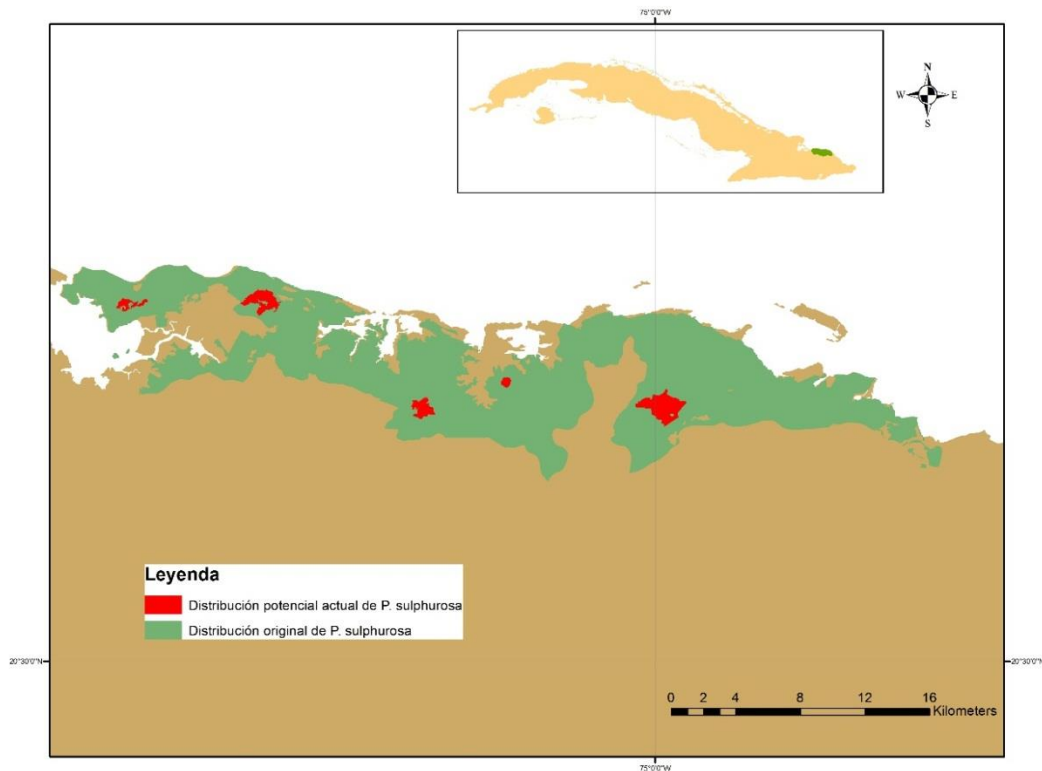 75°0'0"W
N
W
E
S
Leyenda
Distribución potencial actual de P. sulphurosa
Distribución original de P. sulphurosa
20°30'0"N
20°30'0"N
0 2 4 8 12 16
Kilometers
75°0'0"W